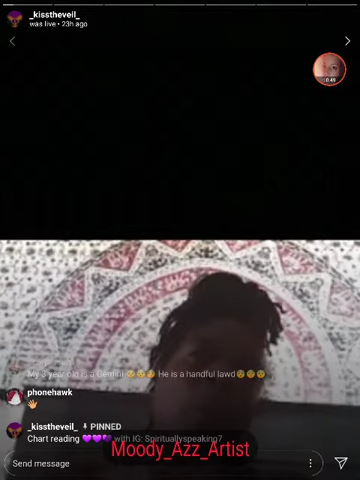 _kisstheveil_
was live • 23h ago
10:49
My 3 year old is a Gemini 😩😩😩 He is a handful lawd😩😩😩
phonehawk
👋🏼
_kisstheveil_ PINNED
Chart reading 💜💜💜 with IG: Spirituallyspeaking7
Moody_Azz_Artist
Send message